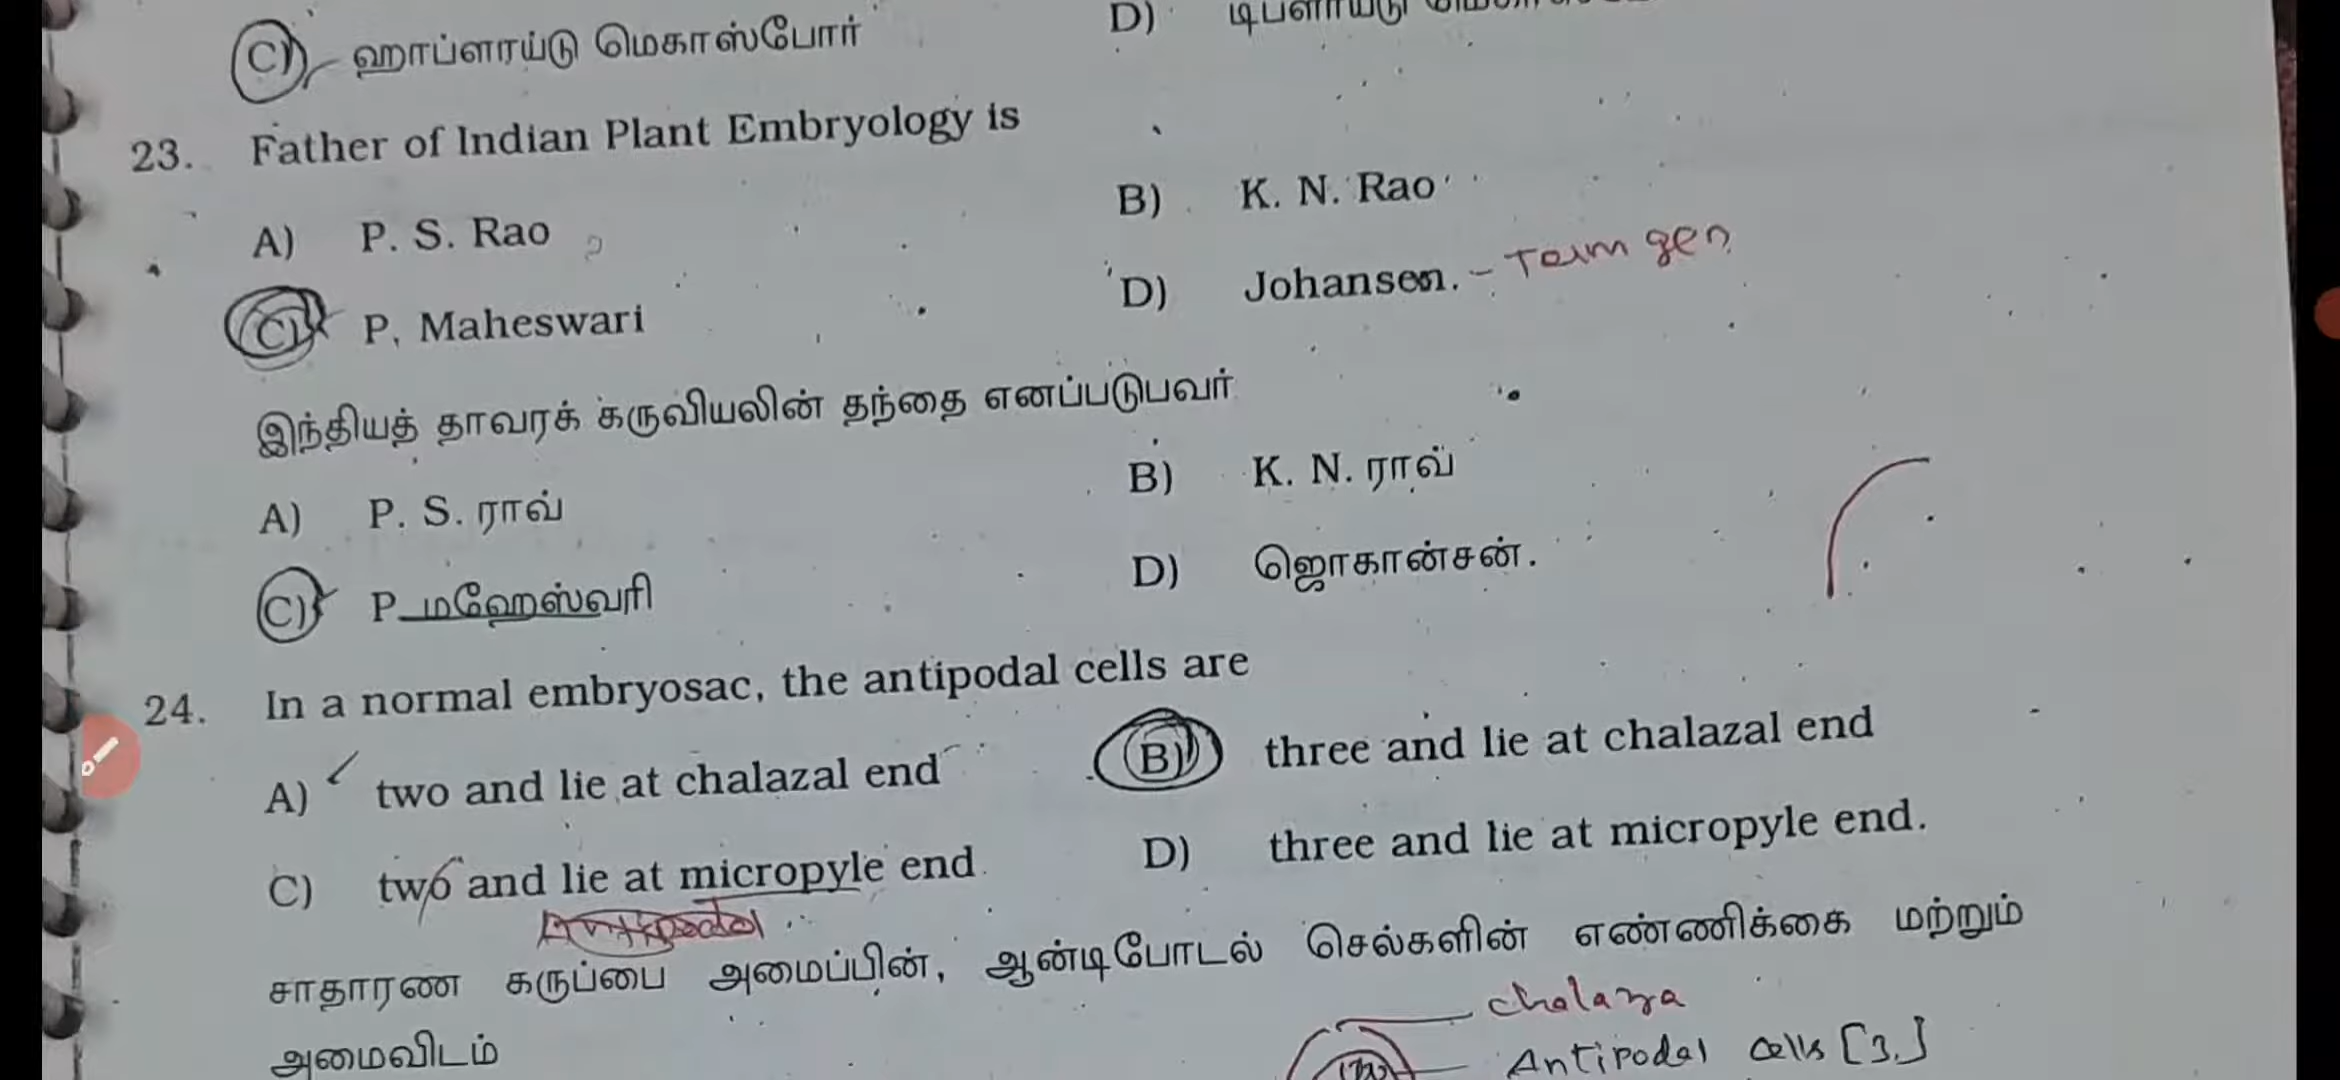 C) ஹாப்ளாய்டு மெகாஸ்போர்
D)
23. Father of Indian Plant Embryology is
A) P. S. Rao
B) K. N. Rao
C) P. Maheswari
D) Johansen. - Term gen
இந்தியத் தாவரக் கருவியலின் தந்தை எனப்படுபவர்
A) P. S. ராவ்
B) K. N. ராவ்
C) P மஹேஸ்வரி
D) ஜொகான்சன்.
24. In a normal embryosac, the antipodal cells are
A) two and lie at chalazal end
B) three and lie at chalazal end
C) two and lie at micropyle end
D) three and lie at micropyle end.
Antipodal
சாதாரண கருப்பை அமைப்பின், ஆன்டிபோடல் செல்களின் எண்ணிக்கை மற்றும்
அமைவிடம்
chalaza
Antipodal cells [3.]